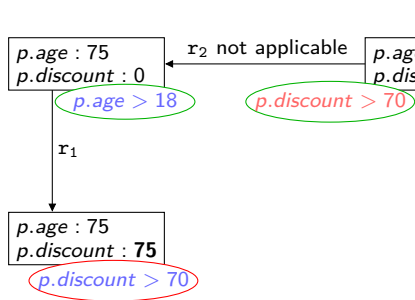 r₂ not applicable
p.age : 75
p.discount : 0
p.age > 18
p.discount > 70
r₁
p.age : 75
p.discount : 75
p.discount > 70